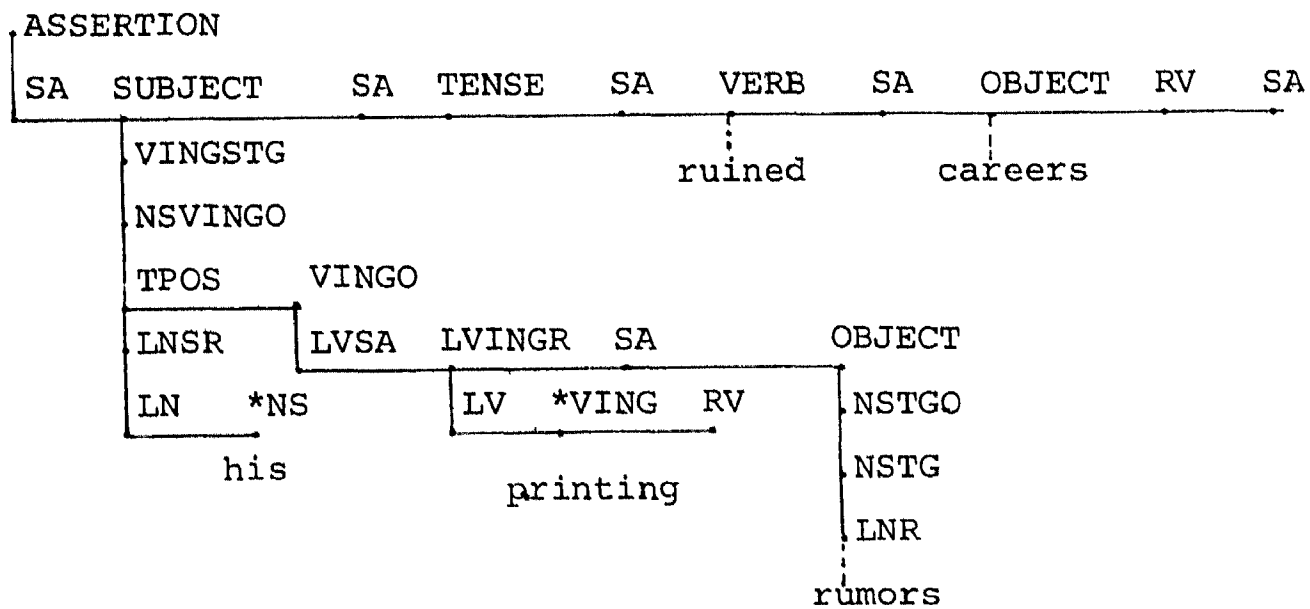 ASSERTION
SA SUBJECT SA TENSE SA VERB SA OBJECT RV SA
VINGSTG ruined careers
NSVINGO
TPOS VINGO
LNSR LVSA LVINGR SA OBJECT
LN *NS LV *VING RV NSTGO
his printing NSTG
LNR
rumors